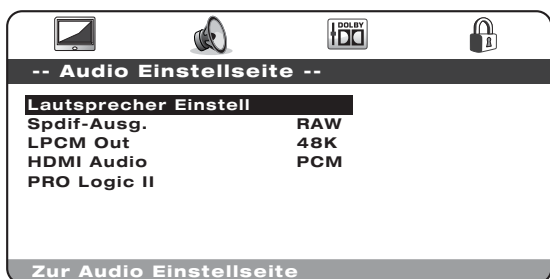 DOLBY
-- Audio Einstellseite --
Lautsprecher Einstell
Spdif-Ausg. RAW
LPCM Out 48K
HDMI Audio PCM
PRO Logic II
Zur Audio Einstellseite